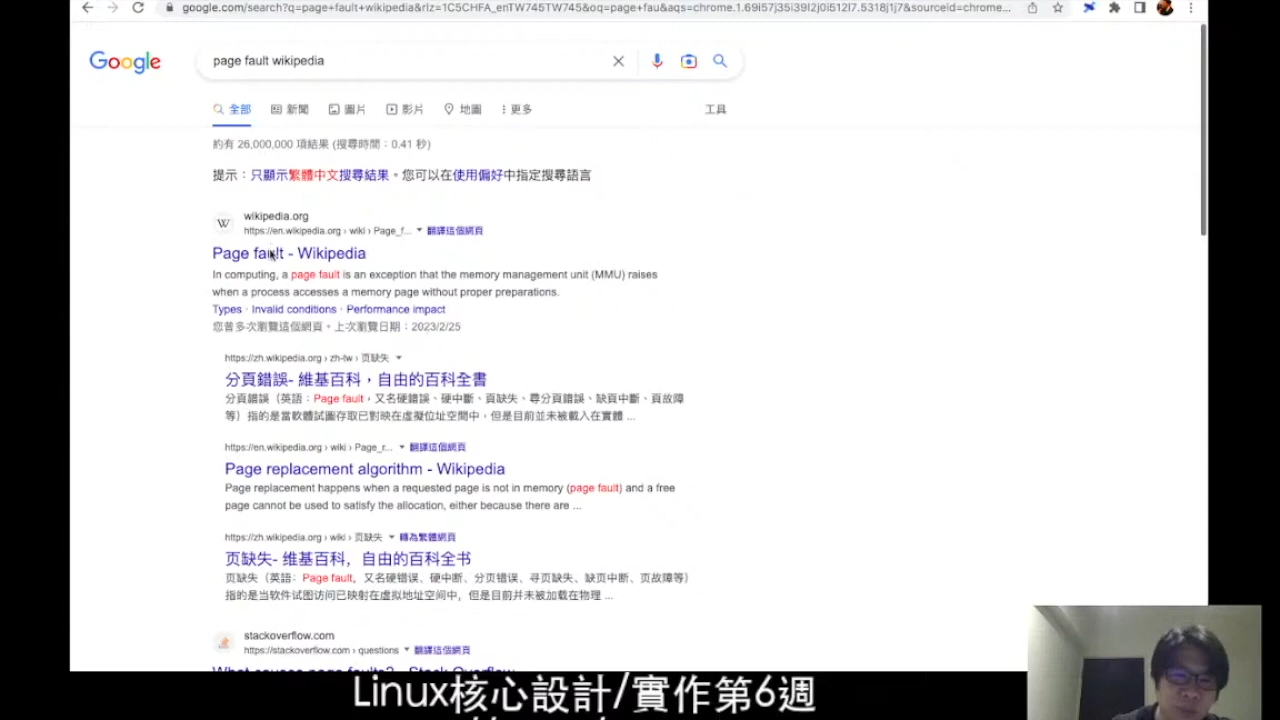 google.com/search?q=page+fault+wikipedia&rlz=1C5CHFA_enTW745TW745&oq=page+fau&aqs=chrome.1.69i57j35i39l2j0i512l7.5318j1j7&sourceid=chrome...
Google
page fault wikipedia
全部 新聞 圖片 影片 地圖 更多 工具
約有 26,000,000 項結果 (搜尋時間：0.41 秒)
提示：只顯示繁體中文搜尋結果。您可以在使用偏好中指定搜尋語言
W
wikipedia.org
https://en.wikipedia.org › wiki › Page_f... 翻譯這個網頁
Page fault - Wikipedia
In computing, a page fault is an exception that the memory management unit (MMU) raises
when a process accesses a memory page without proper preparations.
Types · Invalid conditions · Performance impact
您曾多次瀏覽這個網頁。上次瀏覽日期：2023/2/25
https://zh.wikipedia.org › zh-tw › 页缺失
分頁錯誤- 維基百科，自由的百科全書
分頁錯誤（英語：Page fault，又名硬錯誤、硬中斷、頁缺失、尋分頁錯誤、缺頁中斷、頁故障
等）指的是當軟體試圖存取已對映在虛擬位址空間中，但是目前並未被載入在實體 ...
https://en.wikipedia.org › wiki › Page_r... 翻譯這個網頁
Page replacement algorithm - Wikipedia
Page replacement happens when a requested page is not in memory (page fault) and a free
page cannot be used to satisfy the allocation, either because there are ...
https://zh.wikipedia.org › wiki › 页缺失 轉為繁體網頁
页缺失- 维基百科，自由的百科全书
页缺失（英語：Page fault，又名硬错误、硬中断、分页错误、寻页缺失、缺页中断、页故障等）
指的是当软件试图访问已映射在虚拟地址空间中，但是目前并未被加载在物理 ...
stackoverflow.com
https://stackoverflow.com › questions 翻譯這個網頁
What causes page faults? - Stack Overflow
Linux核心設計/實作第6週